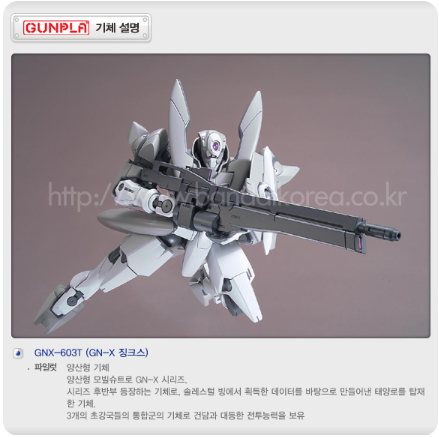 GUNPLA 기체 설명
http://www.bandaikorea.co.kr
GNX-603T (GN-X 징크스)
. 파일럿 양산형 기체
양산형 모빌슈트로 GN-X 시리즈.
시리즈 후반부 등장하는 기체로, 솔레스털 빙에서 획득한 데이터를 바탕으로 만들어낸 태양로를 탑재
한 기체.
3개의 초강국들의 통합군의 기체로 건담과 대등한 전투능력을 보유